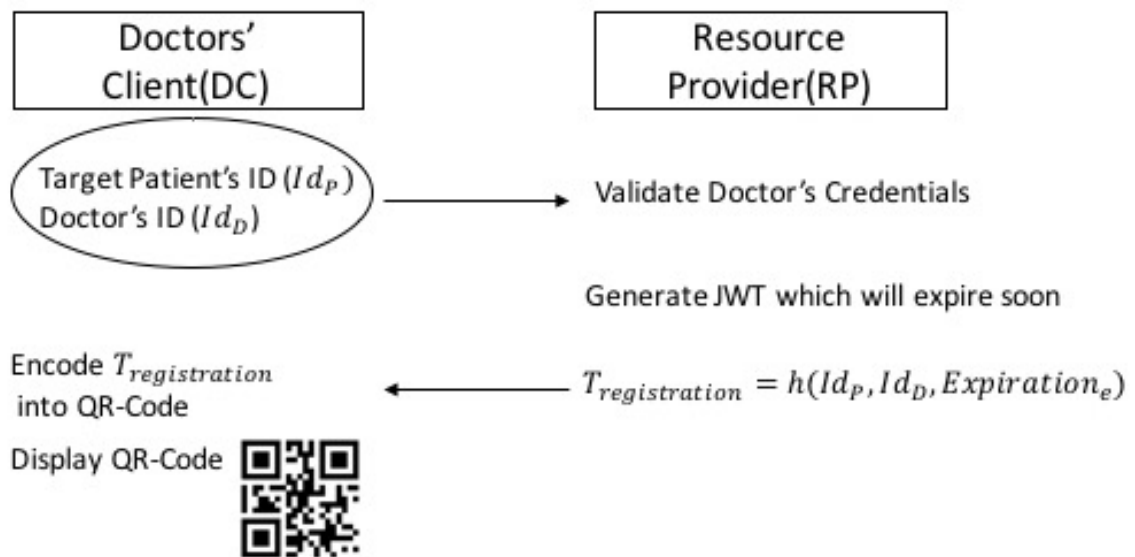 Doctors'
Client(DC)
Resource
Provider(RP)
Target Patient's ID (Id_P)
Doctor's ID (Id_D)
Validate Doctor's Credentials
Generate JWT which will expire soon
Encode T_registration
into QR-Code
T_registration = h(Id_P, Id_D, Expiration_e)
Display QR-Code